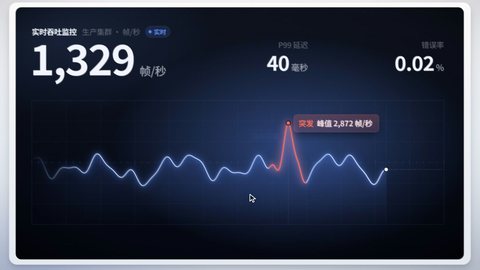 实时吞吐监控 生产集群 · 帧/秒 实时
1,329 帧/秒
P99 延迟
40 毫秒
错误率
0.02 %
突发 峰值 2,872 帧/秒